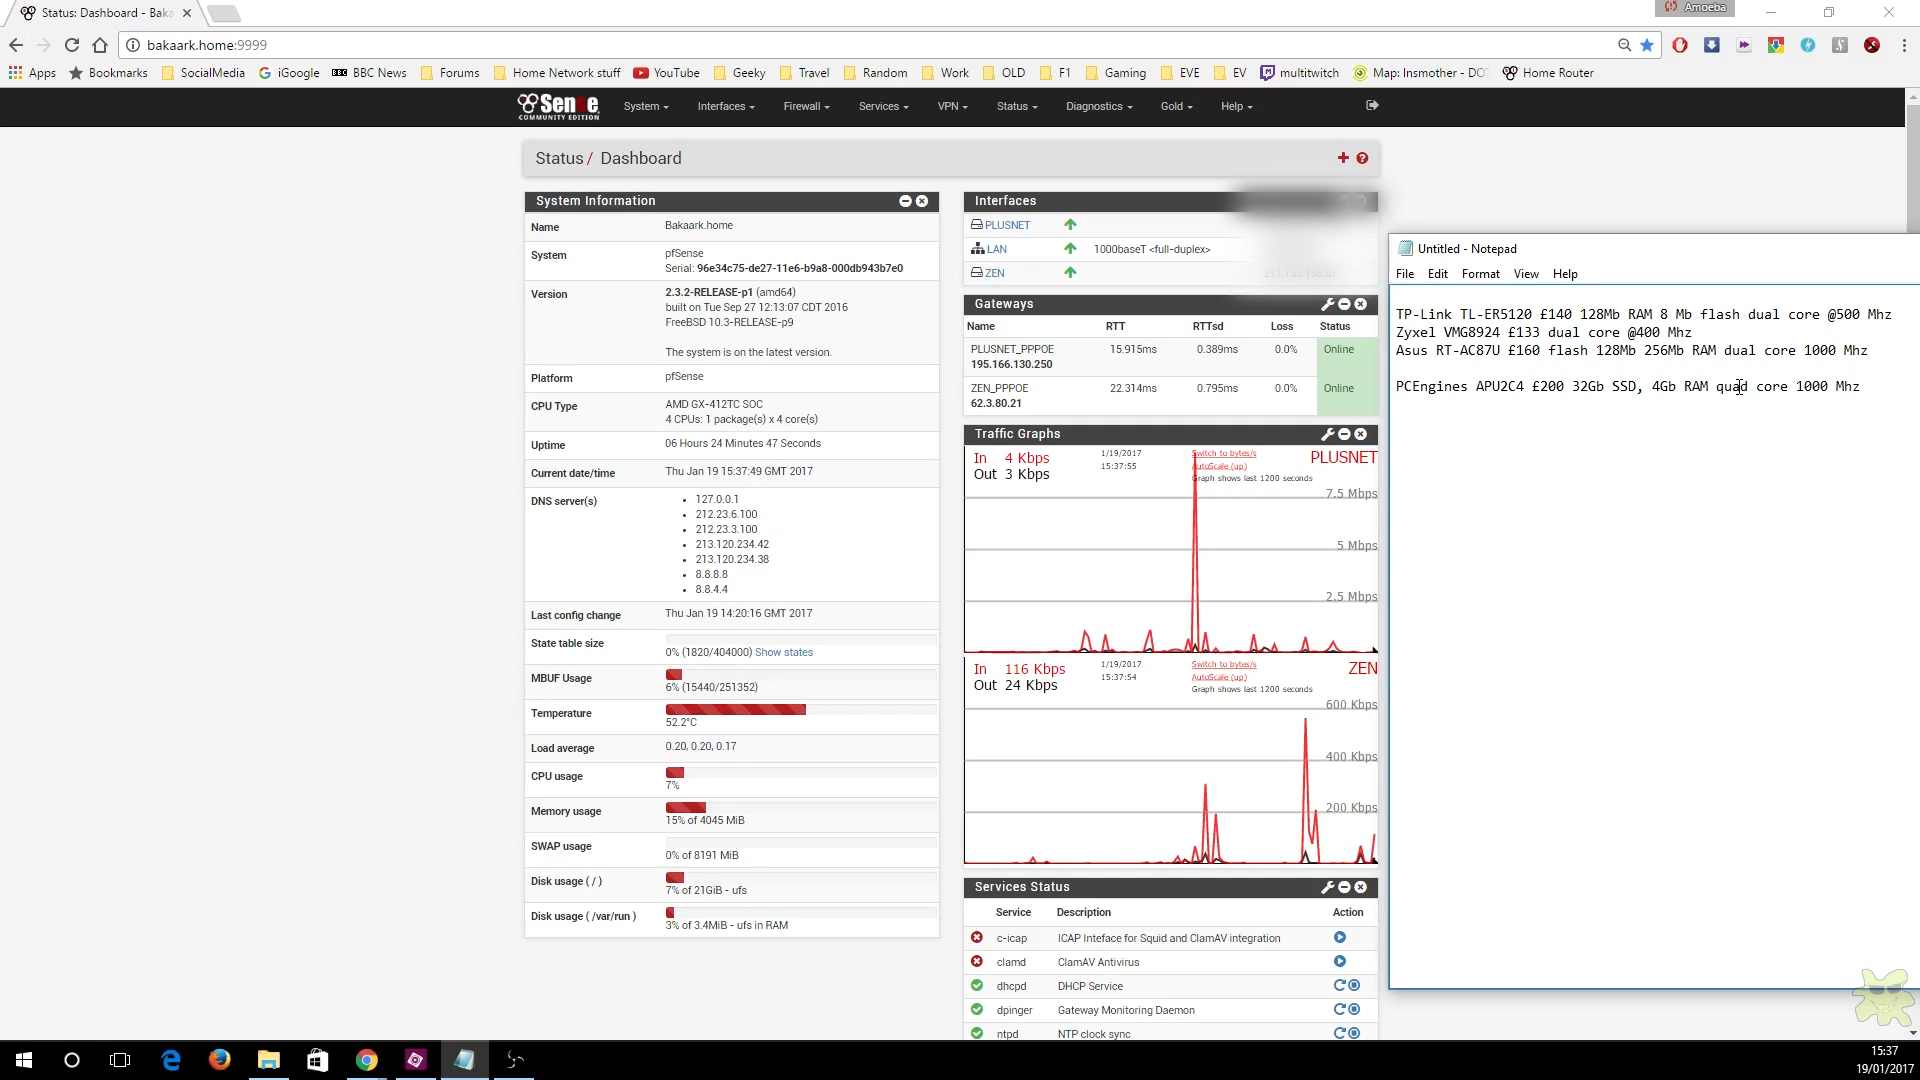 Status: Dashboard - Baka
Amoeba
bakaark.home:9999
Apps Bookmarks SocialMedia iGoogle BBC News Forums Home Network stuff YouTube Geeky Travel Random Work OLD F1 Gaming EVE EV multitwitch Map: Insmother - DO Home Router
Sense System Interfaces Firewall Services VPN Status Diagnostics Gold Help
COMMUNITY EDITION
Status/ Dashboard
System Information
Name Bakaark.home
System pfSense
Serial: 96e34c75-de27-11e6-b9a8-000db943b7e0
Version 2.3.2-RELEASE-p1 (amd64)
built on Tue Sep 27 12:13:07 CDT 2016
FreeBSD 10.3-RELEASE-p9
The system is on the latest version.
Platform pfSense
CPU Type AMD GX-412TC SOC
4 CPUs: 1 package(s) x 4 core(s)
Uptime 06 Hours 24 Minutes 47 Seconds
Current date/time Thu Jan 19 15:37:49 GMT 2017
DNS server(s) 127.0.0.1
212.23.6.100
212.23.3.100
213.120.234.42
213.120.234.38
8.8.8.8
8.8.4.4
Last config change Thu Jan 19 14:20:16 GMT 2017
State table size
0% (1820/404000) Show states
MBUF Usage
6% (15440/251352)
Temperature
52.2°C
Load average 0.20, 0.20, 0.17
CPU usage
7%
Memory usage
15% of 4045 MiB
SWAP usage
0% of 8191 MiB
Disk usage ( / )
7% of 21GiB - ufs
Disk usage ( /var/run )
3% of 3.4MiB - ufs in RAM
Interfaces
PLUSNET
LAN 1000baseT <full-duplex>
ZEN
Gateways
Name RTT RTTsd Loss Status
PLUSNET_PPPOE 15.915ms 0.389ms 0.0% Online
195.166.130.250
ZEN_PPPOE 22.314ms 0.795ms 0.0% Online
62.3.80.21
Traffic Graphs
In 4 Kbps 1/19/2017 Switch to bytes/s PLUSNET
Out 3 Kbps 15:37:55 AutoScale (up)
Graph shows last 1200 seconds
7.5 Mbps
5 Mbps
2.5 Mbps
In 116 Kbps 1/19/2017 Switch to bytes/s ZEN
Out 24 Kbps 15:37:54 AutoScale (up)
Graph shows last 1200 seconds
600 Kbps
400 Kbps
200 Kbps
Services Status
Service Description Action
c-icap ICAP Inteface for Squid and ClamAV integration
clamd ClamAV Antivirus
dhcpd DHCP Service
dpinger Gateway Monitoring Daemon
ntpd NTP clock sync
Untitled - Notepad
File Edit Format View Help
TP-Link TL-ER5120 £140 128Mb RAM 8 Mb flash dual core @500 Mhz
Zyxel VMG8924 £133 dual core @400 Mhz
Asus RT-AC87U £160 flash 128Mb 256Mb RAM dual core 1000 Mhz
PCEngines APU2C4 £200 32Gb SSD, 4Gb RAM quad core 1000 Mhz
15:37
19/01/2017